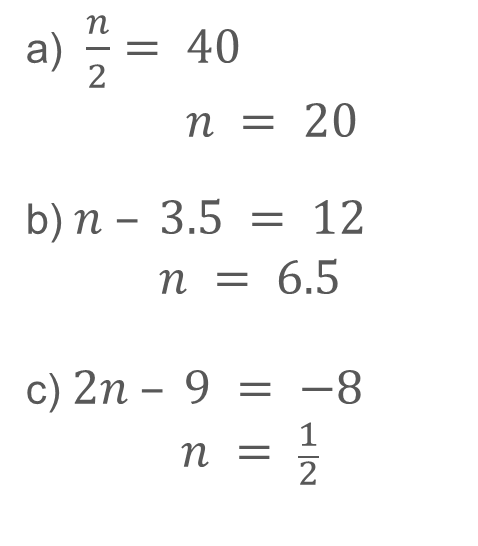 a) n/2 = 40
n = 20
b) n – 3.5 = 12
n = 6.5
c) 2n – 9 = −8
n = 1/2